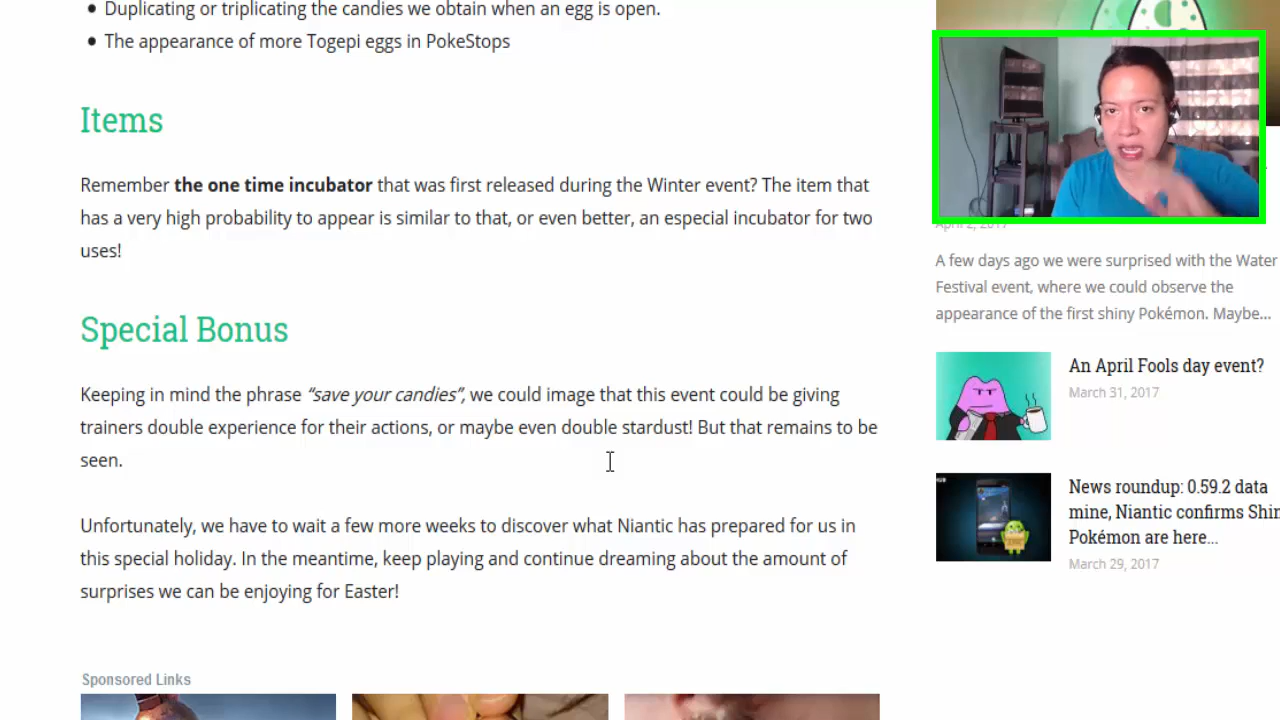 Duplicating or triplicating the candies we obtain when an egg is open.
The appearance of more Togepi eggs in PokeStops
Items
Remember the one time incubator that was first released during the Winter event? The item that
has a very high probability to appear is similar to that, or even better, an especial incubator for two
uses!
Special Bonus
Keeping in mind the phrase “save your candies”, we could image that this event could be giving
trainers double experience for their actions, or maybe even double stardust! But that remains to be
seen.
Unfortunately, we have to wait a few more weeks to discover what Niantic has prepared for us in
this special holiday. In the meantime, keep playing and continue dreaming about the amount of
surprises we can be enjoying for Easter!
Sponsored Links
April 2, 2017
A few days ago we were surprised with the Water
Festival event, where we could observe the
appearance of the first shiny Pokémon. Maybe...
An April Fools day event?
March 31, 2017
News roundup: 0.59.2 data
mine, Niantic confirms Shin
Pokémon are here...
March 29, 2017